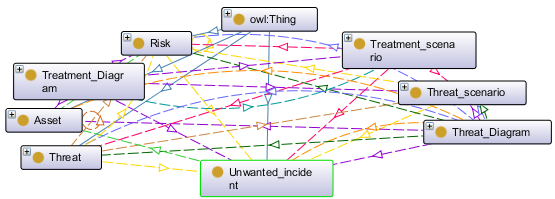 owl:Thing
Risk
Treatment_scena
rio
Treatment_Diagr
am
Threat_scenario
Asset
Threat_Diagram
Threat
Unwanted_incide
nt